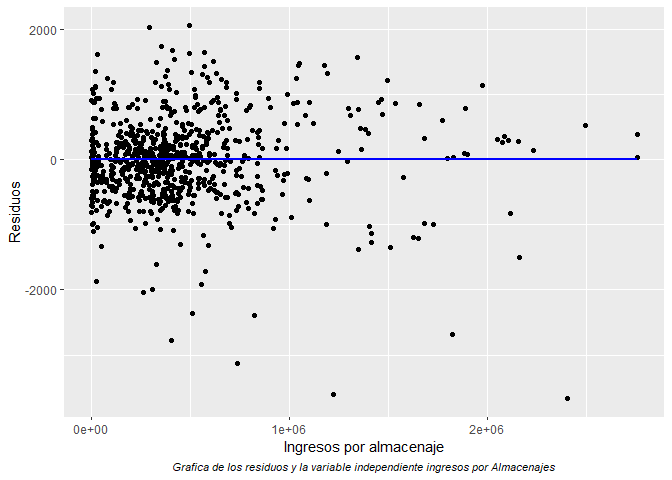 2000
0
-2000
Residuos
0e+00
1e+06
2e+06
Ingresos por almacenaje
Grafica de los residuos y la variable independiente ingresos por Almacenajes